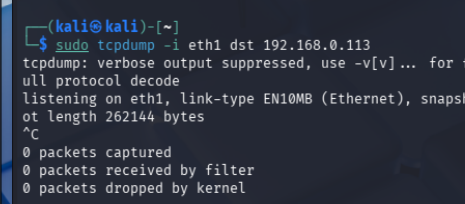 ┌──(kali㉿kali)-[~]
└─$ sudo tcpdump -i eth1 dst 192.168.0.113
tcpdump: verbose output suppressed, use -v[v]... for
ull protocol decode
listening on eth1, link-type EN10MB (Ethernet), snapsh
ot length 262144 bytes
^C
0 packets captured
0 packets received by filter
0 packets dropped by kernel